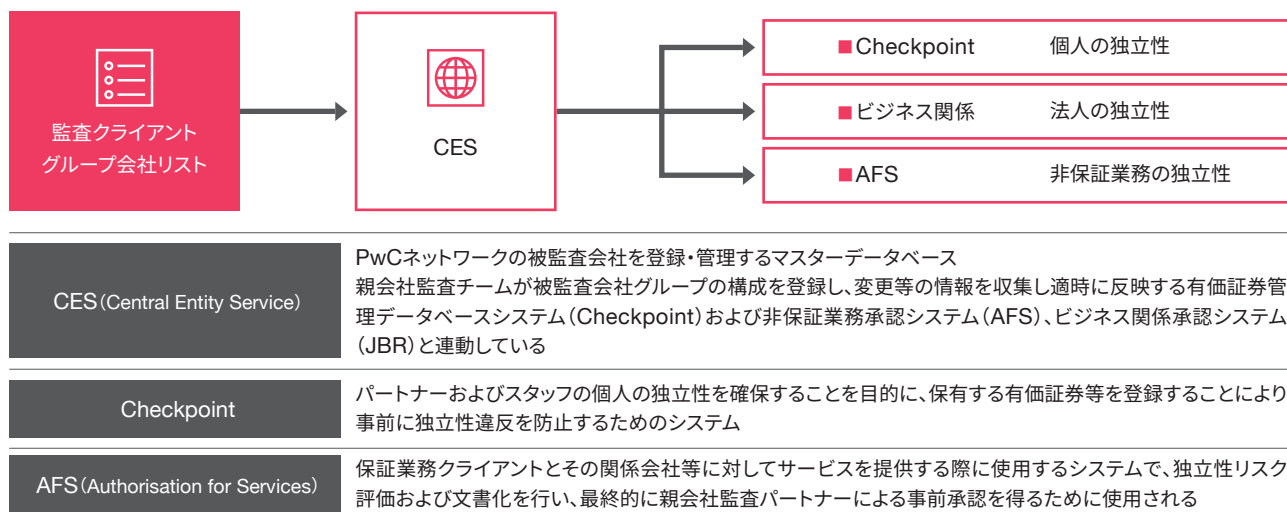 監査クライアント
グループ会社リスト
CES
■Checkpoint 個人の独立性
■ビジネス関係 法人の独立性
■AFS 非保証業務の独立性
CES(Central Entity Service)
PwCネットワークの被監査会社を登録・管理するマスターデータベース
親会社監査チームが被監査会社グループの構成を登録し、変更等の情報を収集し適時に反映する有価証券管
理データベースシステム(Checkpoint)および非保証業務承認システム(AFS)、ビジネス関係承認システム
(JBR)と連動している
Checkpoint
パートナーおよびスタッフの個人の独立性を確保することを目的に、保有する有価証券等を登録することにより
事前に独立性違反を防止するためのシステム
AFS(Authorisation for Services)
保証業務クライアントとその関係会社等に対してサービスを提供する際に使用するシステムで、独立性リスク
評価および文書化を行い、最終的に親会社監査パートナーによる事前承認を得るために使用される